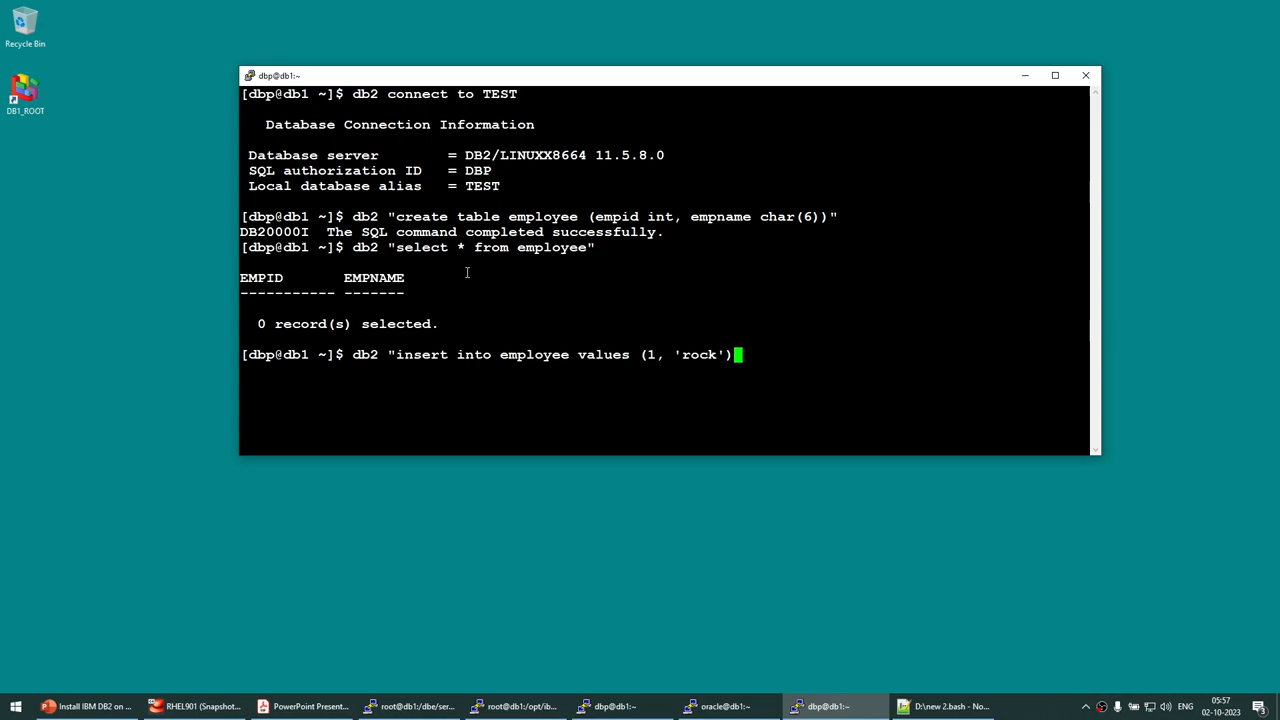 Recycle Bin
DB1_ROOT
dbp@db1:~
[dbp@db1 ~]$ db2 connect to TEST
Database Connection Information
Database server = DB2/LINUXX8664 11.5.8.0
SQL authorization ID = DBP
Local database alias = TEST
[dbp@db1 ~]$ db2 "create table employee (empid int, empname char(6))"
DB20000I The SQL command completed successfully.
[dbp@db1 ~]$ db2 "select * from employee"
EMPID EMPNAME
----------- -------
0 record(s) selected.
[dbp@db1 ~]$ db2 "insert into employee values (1, 'rock')
Install IBM DB2 on ...
RHEL901 (Snapshot...
PowerPoint Present...
root@db1:/dbe/ser...
root@db1:/opt/ib...
dbp@db1:~
oracle@db1:~
dbp@db1:~
D:\new 2.bash - No...
ENG
05:57
02-10-2023